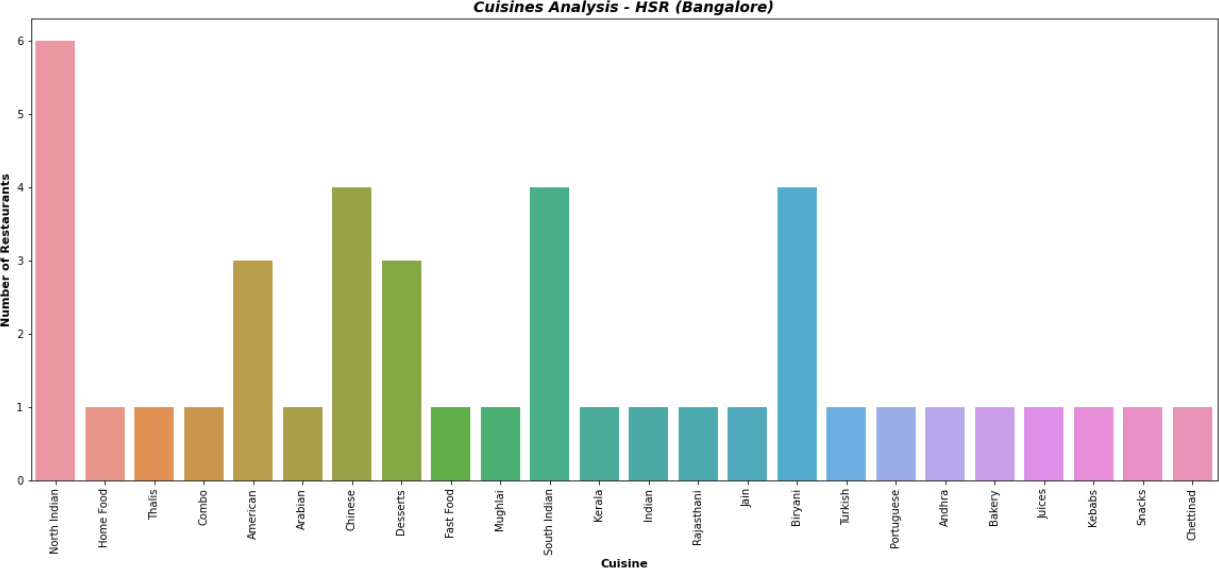 Cuisines Analysis - HSR (Bangalore)
Number of Restaurants
6
5
4
3
2
1
0
North Indian
Home Food
Thalis
Combo
American
Arabian
Chinese
Desserts
Fast Food
Mughlai
South Indian
Kerala
Indian
Rajasthani
Jain
Biryani
Turkish
Portuguese
Andhra
Bakery
Juices
Kebabs
Snacks
Chettinad
Cuisine